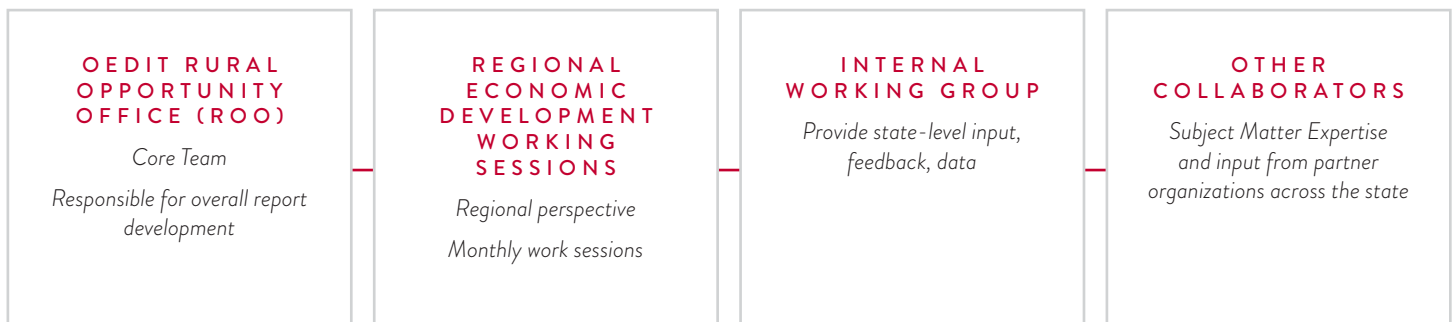 OEDIT RURAL
OPPORTUNITY
OFFICE (ROO)
Core Team
Responsible for overall report
development
REGIONAL
ECONOMIC
DEVELOPMENT
WORKING
SESSIONS
Regional perspective
Monthly work sessions
INTERNAL
WORKING GROUP
Provide state-level input,
feedback, data
OTHER
COLLABORATORS
Subject Matter Expertise
and input from partner
organizations across the state